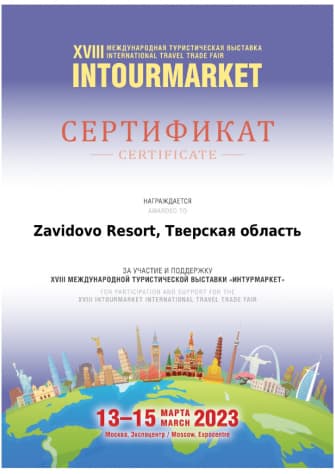 XVIII МЕЖДУНАРОДНАЯ ТУРИСТИЧЕСКАЯ ВЫСТАВКА
INTERNATIONAL TRAVEL TRADE FAIR
INTOURMARKET
СЕРТИФИКАТ
CERTIFICATE
НАГРАЖДАЕТСЯ
AWARDED TO
Zavidovo Resort, Тверская область
ЗА УЧАСТИЕ И ПОДДЕРЖКУ
XVIII МЕЖДУНАРОДНОЙ ТУРИСТИЧЕСКОЙ ВЫСТАВКИ «ИНТУРМАРКЕТ»
FOR PARTICIPATION AND SUPPORT FOR THE
XVIII INTOURMARKET INTERNATIONAL TRAVEL TRADE FAIR
13–15 МАРТА MARCH 2023
Москва, Экспоцентр / Moscow, Expocentre